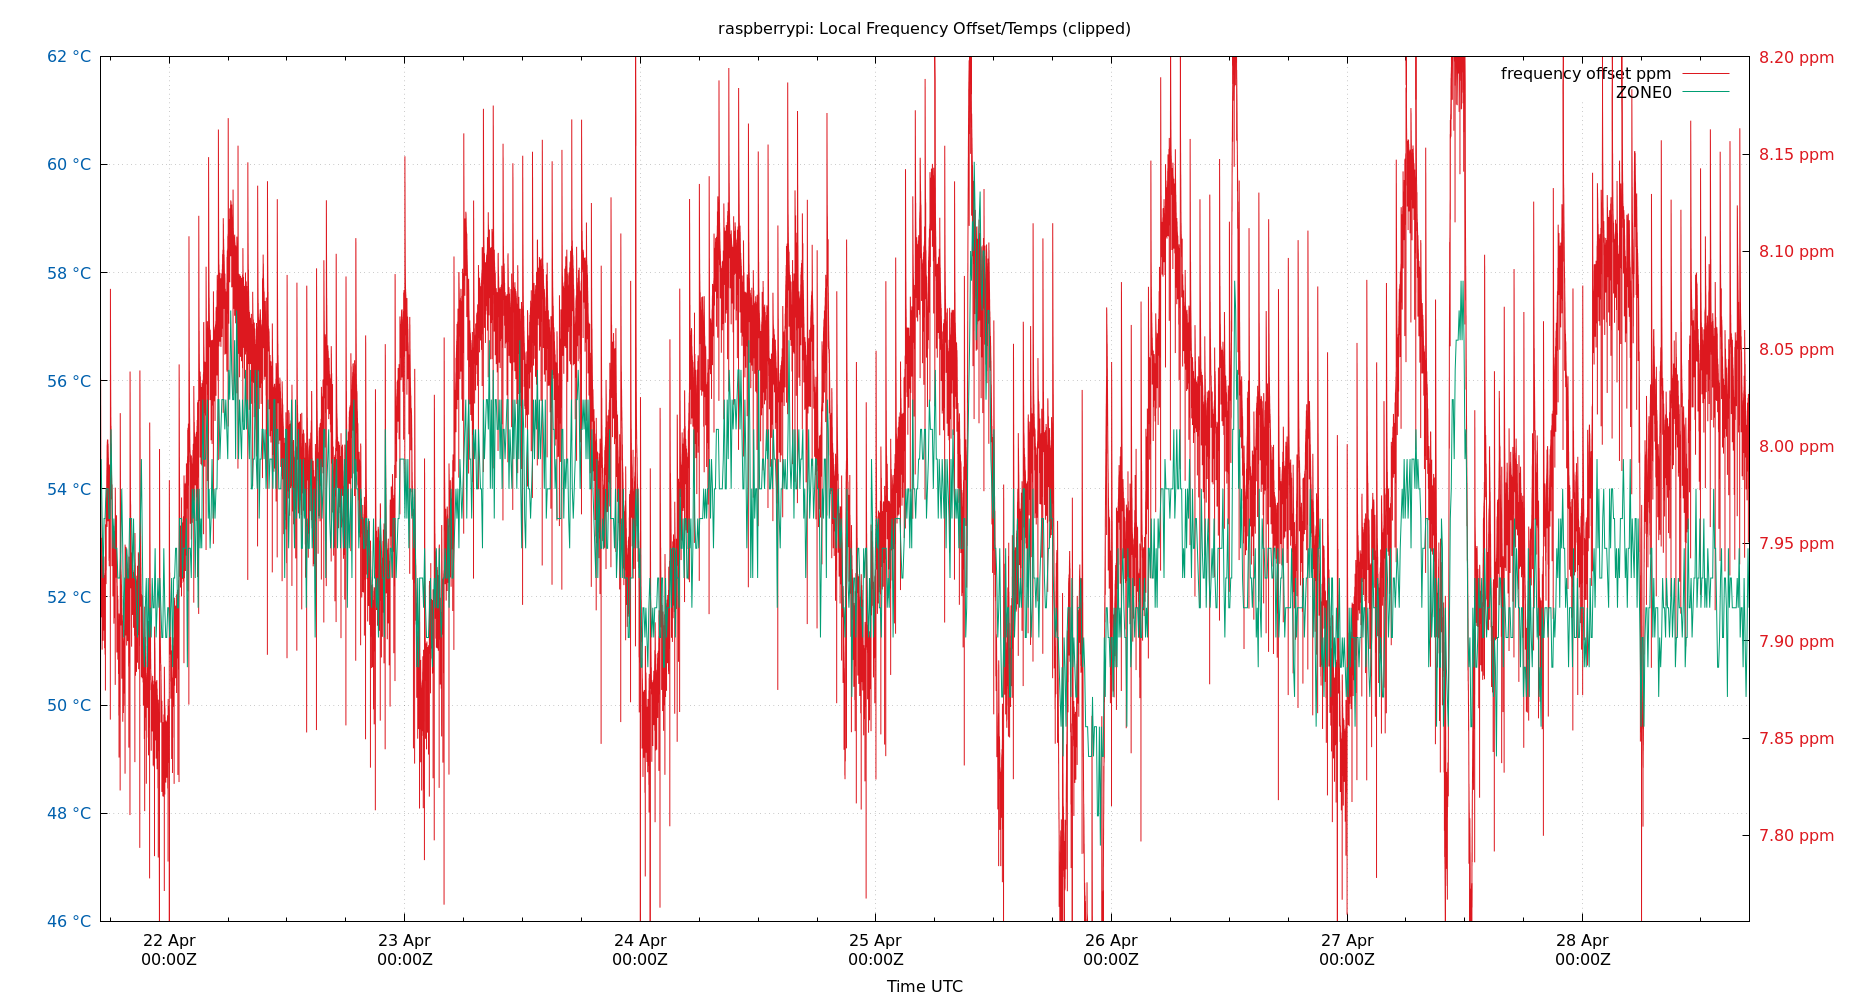 raspberrypi: Local Frequency Offset/Temps (clipped)
62 °C
60 °C
58 °C
56 °C
54 °C
52 °C
50 °C
48 °C
46 °C
8.20 ppm
8.15 ppm
8.10 ppm
8.05 ppm
8.00 ppm
7.95 ppm
7.90 ppm
7.85 ppm
7.80 ppm
frequency offset ppm
ZONE0
22 Apr
00:00Z
23 Apr
00:00Z
24 Apr
00:00Z
25 Apr
00:00Z
26 Apr
00:00Z
27 Apr
00:00Z
28 Apr
00:00Z
Time UTC